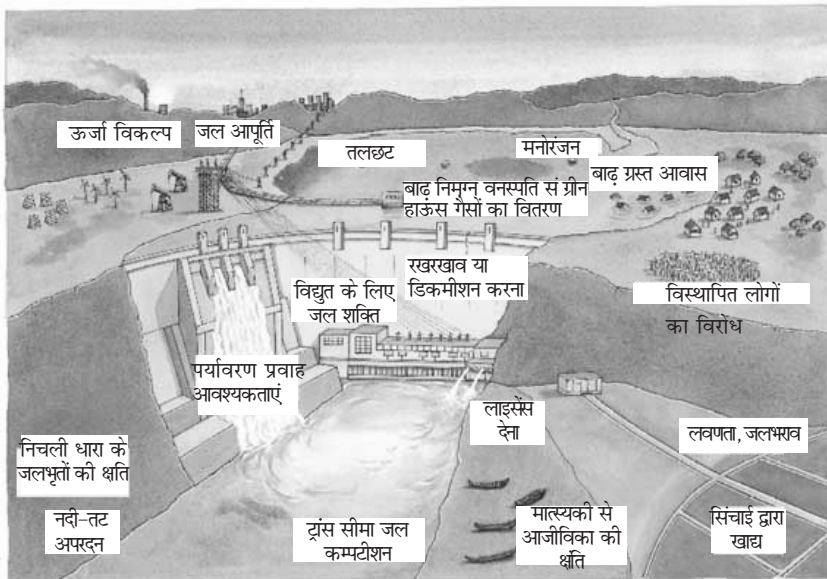 ऊर्जा विकल्प
जल आपूर्ति
तलछट
मनोरंजन
बाढ़ ग्रस्त आवास
बाढ़ निमग्न वनस्पति सं ग्रीन
हाऊंस गैसों का वितरण
रखरखाव या
डिकमीशन करना
विद्युत के लिए
जल शक्ति
विस्थापित लोगों
का विरोध
पर्यावरण प्रवाह
आवश्यकताएं
लाइसेंस
देना
लवणता, जलभराव
निचली धारा के
जलभृतों की क्षति
नदी-तट
अपरदन
ट्रांस सीमा जल
कम्पटीशन
मात्स्यकी से
आजीविका की
क्षति
सिंचाई द्वारा
खाद्य